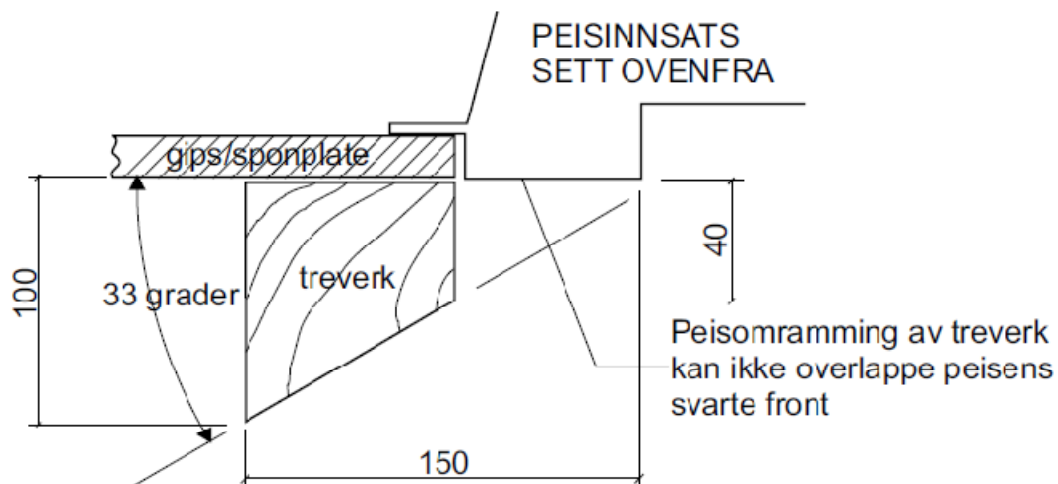 PEISINNSATS
SETT OVENFRA
gips/sponplate
100
33 grader
treverk
40
Peisomramming av treverk
kan ikke overlappe peisens
svarte front
150